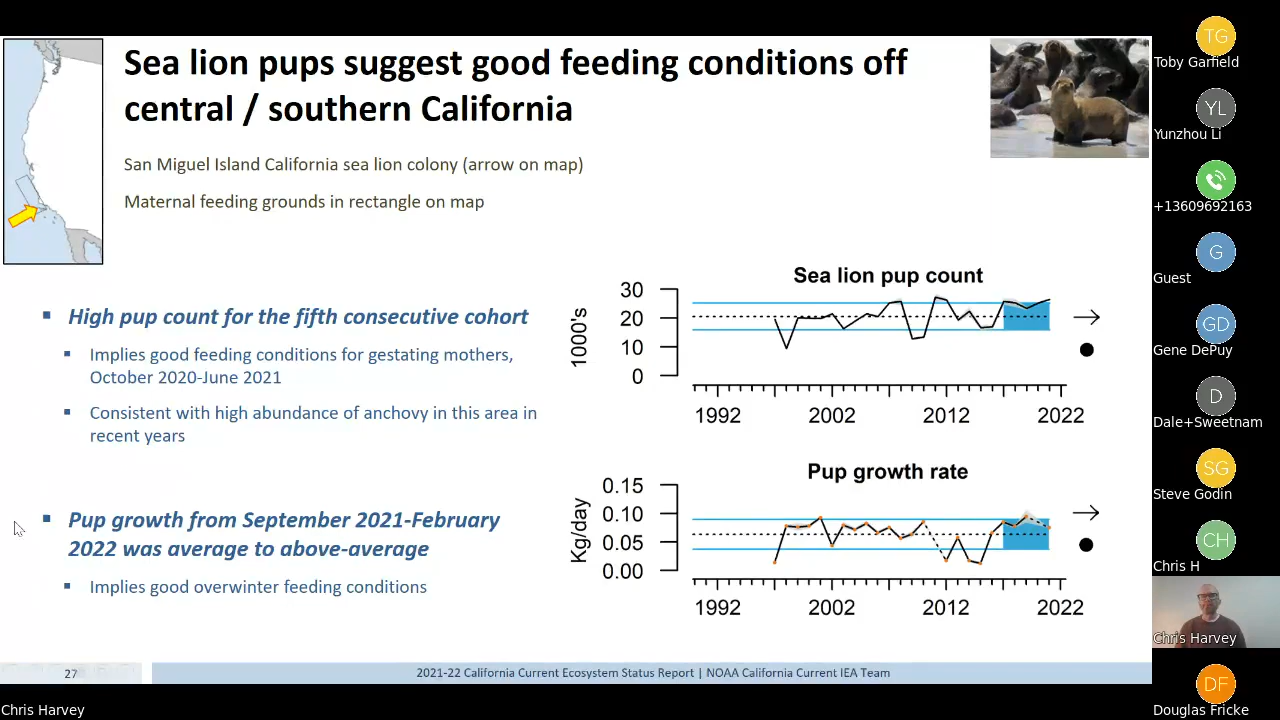 Sea lion pups suggest good feeding conditions off
central / southern California
San Miguel Island California sea lion colony (arrow on map)
Maternal feeding grounds in rectangle on map
High pup count for the fifth consecutive cohort
Implies good feeding conditions for gestating mothers,
October 2020-June 2021
Consistent with high abundance of anchovy in this area in
recent years
Pup growth from September 2021-February
2022 was average to above-average
Implies good overwinter feeding conditions
Sea lion pup count
1000's
30
20
10
0
1992
2002
2012
2022
Pup growth rate
Kg/day
0.15
0.10
0.05
0.00
1992
2002
2012
2022
27
2021-22 California Current Ecosystem Status Report | NOAA California Current IEA Team
Chris Harvey
TG
Toby Garfield
YL
Yunzhou Li
+13609692163
G
Guest
GD
Gene DePuy
D
Dale+Sweetnam
SG
Steve Godin
CH
Chris H
Chris Harvey
DF
Douglas Fricke